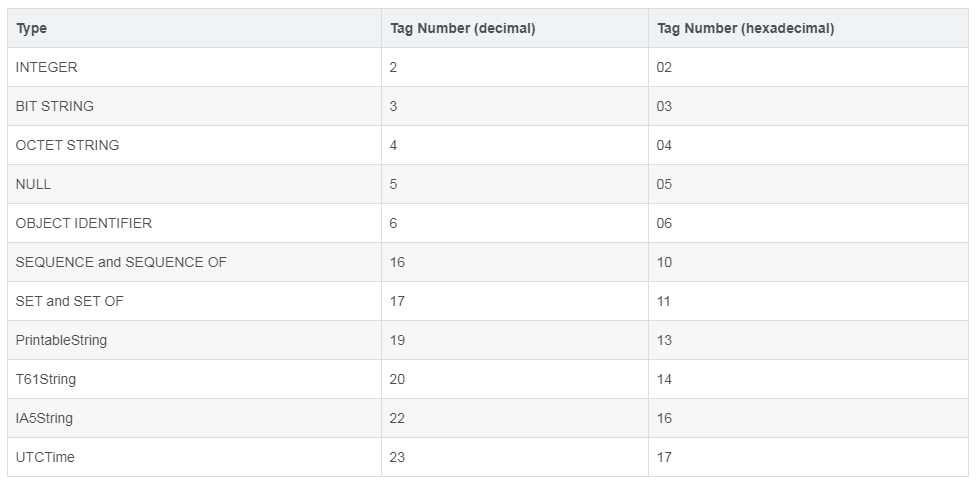 Type Tag Number (decimal) Tag Number (hexadecimal)
INTEGER 2 02
BIT STRING 3 03
OCTET STRING 4 04
NULL 5 05
OBJECT IDENTIFIER 6 06
SEQUENCE and SEQUENCE OF 16 10
SET and SET OF 17 11
PrintableString 19 13
T61String 20 14
IA5String 22 16
UTCTime 23 17